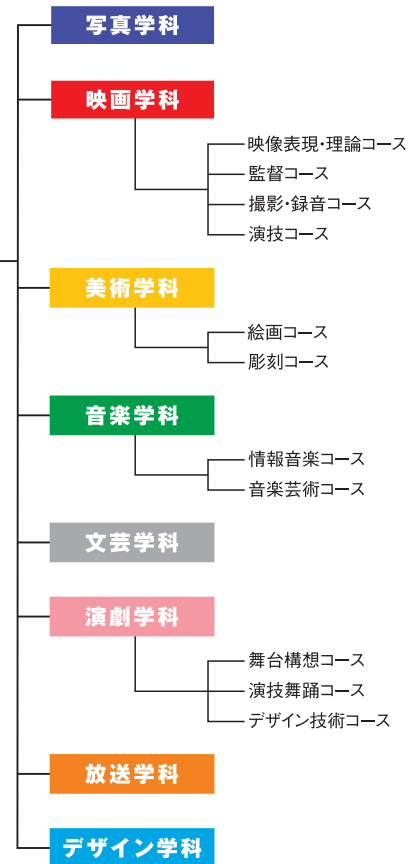 写真学科
映画学科
映像表現・理論コース
監督コース
撮影・録音コース
演技コース
美術学科
絵画コース
彫刻コース
音楽学科
情報音楽コース
音楽芸術コース
文芸学科
演劇学科
舞台構想コース
演技舞踊コース
デザイン技術コース
放送学科
デザイン学科